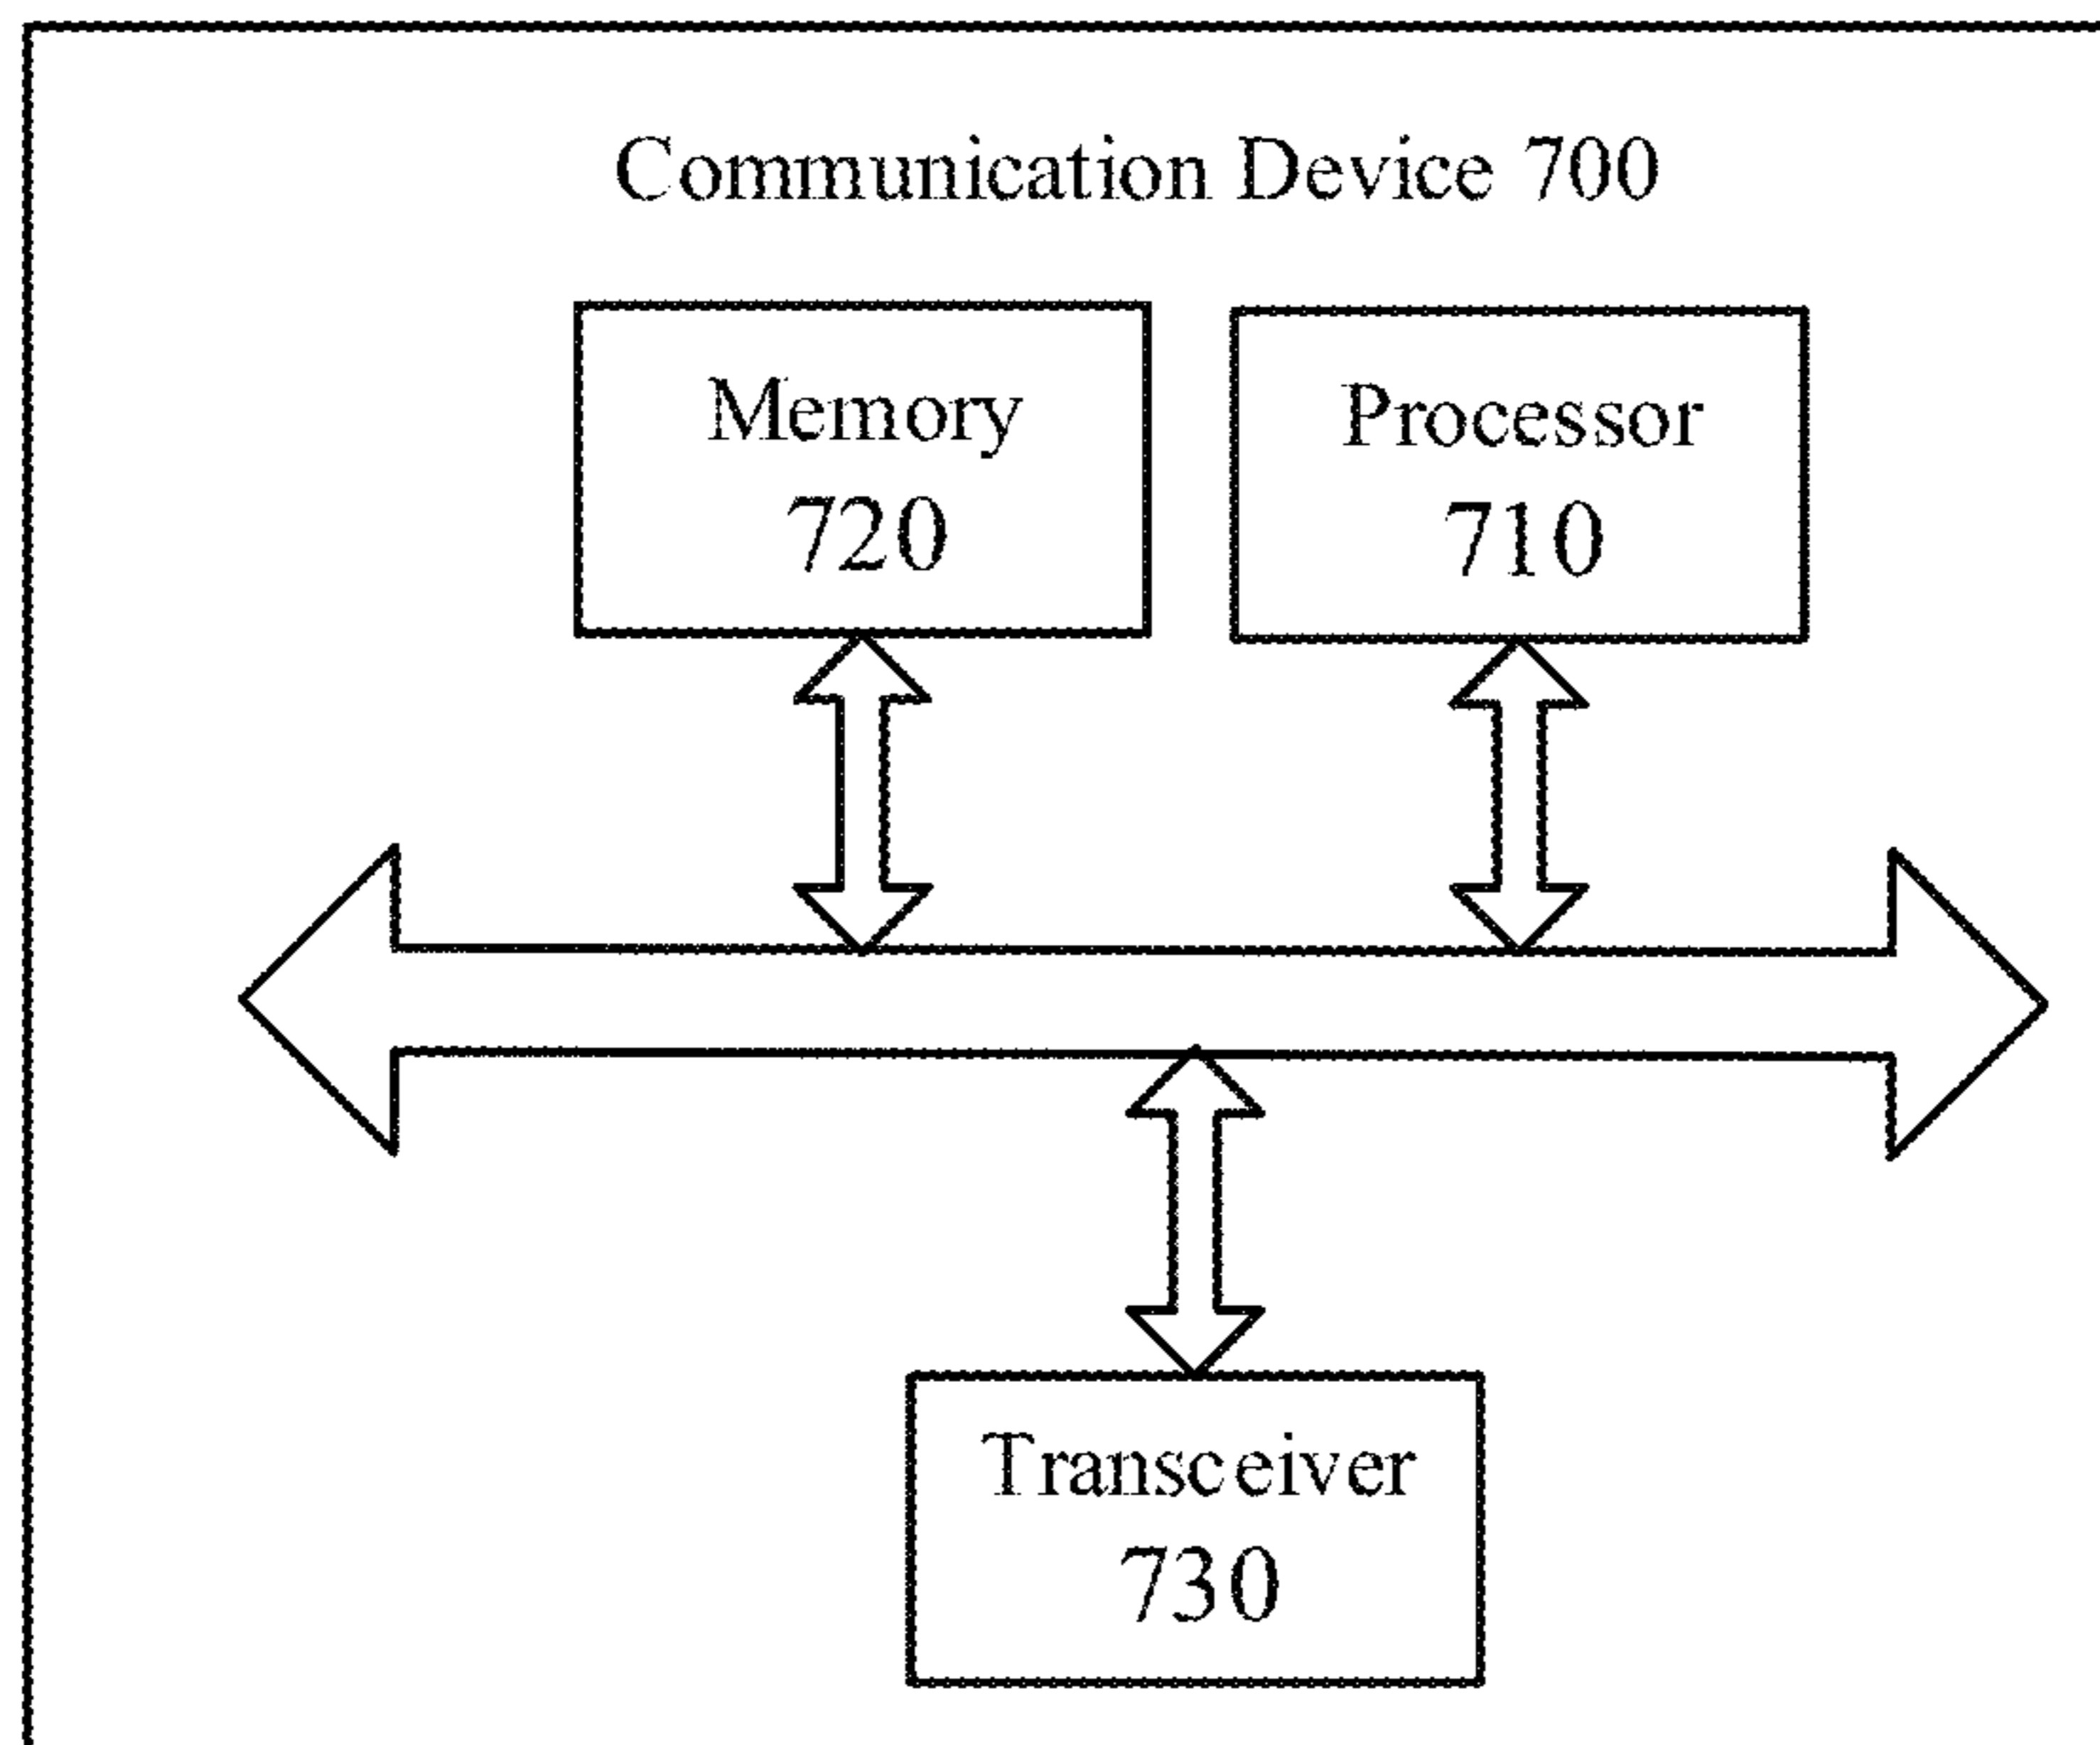 Communication Device 700
Memory
720
Processor
710
Transceiver
730